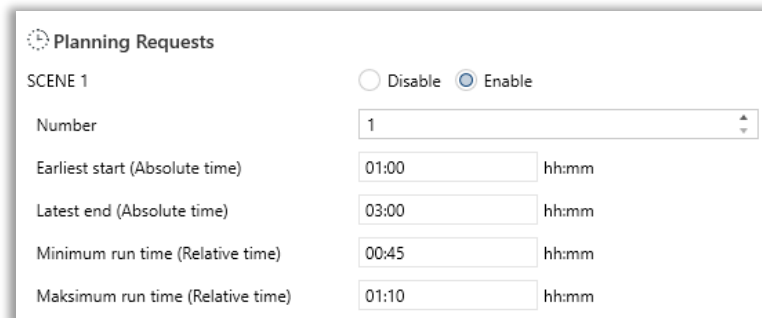 Planning Requests
SCENE 1 Disable Enable
Number 1
Earliest start (Absolute time) 01:00 hh:mm
Latest end (Absolute time) 03:00 hh:mm
Minimum run time (Relative time) 00:45 hh:mm
Maksimum run time (Relative time) 01:10 hh:mm